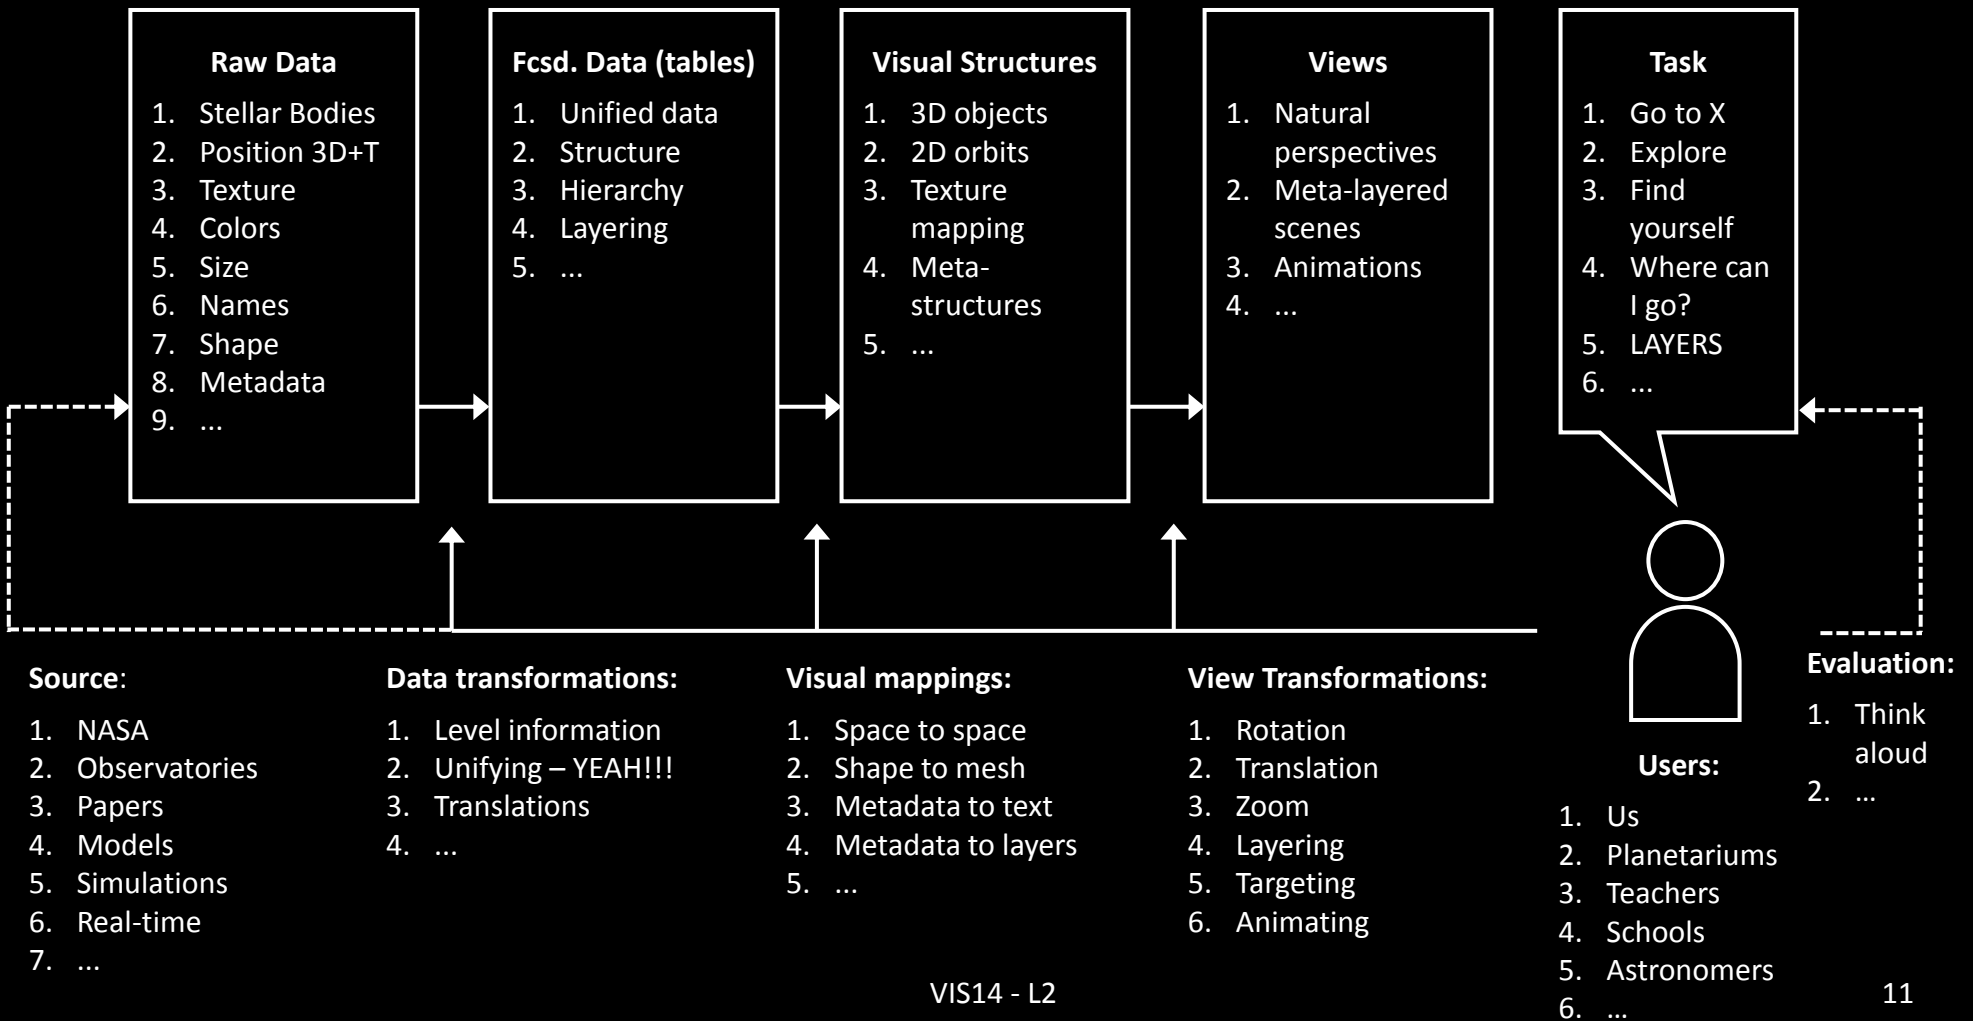 Raw Data
1. Stellar Bodies
2. Position 3D+T
3. Texture
4. Colors
5. Size
6. Names
7. Shape
8. Metadata
9. ...
Fcsd. Data (tables)
1. Unified data
2. Structure
3. Hierarchy
4. Layering
5. ...
Visual Structures
1. 3D objects
2. 2D orbits
3. Texture
mapping
4. Meta-
structures
5. ...
Views
1. Natural
perspectives
2. Meta-layered
scenes
3. Animations
4. ...
Task
1. Go to X
2. Explore
3. Find
yourself
4. Where can
I go?
5. LAYERS
6. ...
Source:
1. NASA
2. Observatories
3. Papers
4. Models
5. Simulations
6. Real-time
7. ...
Data transformations:
1. Level information
2. Unifying – YEAH!!!
3. Translations
4. ...
Visual mappings:
1. Space to space
2. Shape to mesh
3. Metadata to text
4. Metadata to layers
5. ...
View Transformations:
1. Rotation
2. Translation
3. Zoom
4. Layering
5. Targeting
6. Animating
Users:
1. Us
2. Planetariums
3. Teachers
4. Schools
5. Astronomers
6. ...
Evaluation:
1. Think
aloud
2. ...
VIS14 - L2
11